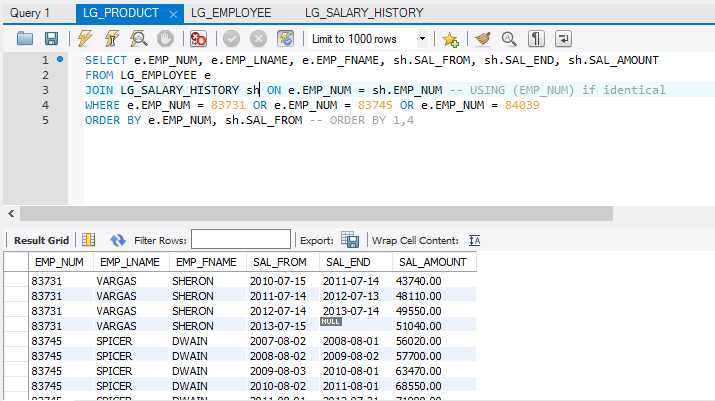 Query 1 LG_PRODUCT LG_EMPLOYEE LG_SALARY_HISTORY
Limit to 1000 rows
1 SELECT e.EMP_NUM, e.EMP_LNAME, e.EMP_FNAME, sh.SAL_FROM, sh.SAL_END, sh.SAL_AMOUNT
2 FROM LG_EMPLOYEE e
3 JOIN LG_SALARY_HISTORY sh ON e.EMP_NUM = sh.EMP_NUM -- USING (EMP_NUM) if identical
4 WHERE e.EMP_NUM = 83731 OR e.EMP_NUM = 83745 OR e.EMP_NUM = 84039
5 ORDER BY e.EMP_NUM, sh.SAL_FROM -- ORDER BY 1,4
Result Grid Filter Rows: Export: Wrap Cell Content:
EMP_NUM EMP_LNAME EMP_FNAME SAL_FROM SAL_END SAL_AMOUNT
83731 VARGAS SHERON 2010-07-15 2011-07-14 43740.00
83731 VARGAS SHERON 2011-07-14 2012-07-13 48110.00
83731 VARGAS SHERON 2012-07-14 2013-07-14 49550.00
83731 VARGAS SHERON 2013-07-15 NULL 51040.00
83745 SPICER DWAIN 2007-08-02 2008-08-01 56020.00
83745 SPICER DWAIN 2008-08-02 2009-08-02 57700.00
83745 SPICER DWAIN 2009-08-03 2010-08-01 63470.00
83745 SPICER DWAIN 2010-08-02 2011-08-01 68550.00
83745 SPICER DWAIN